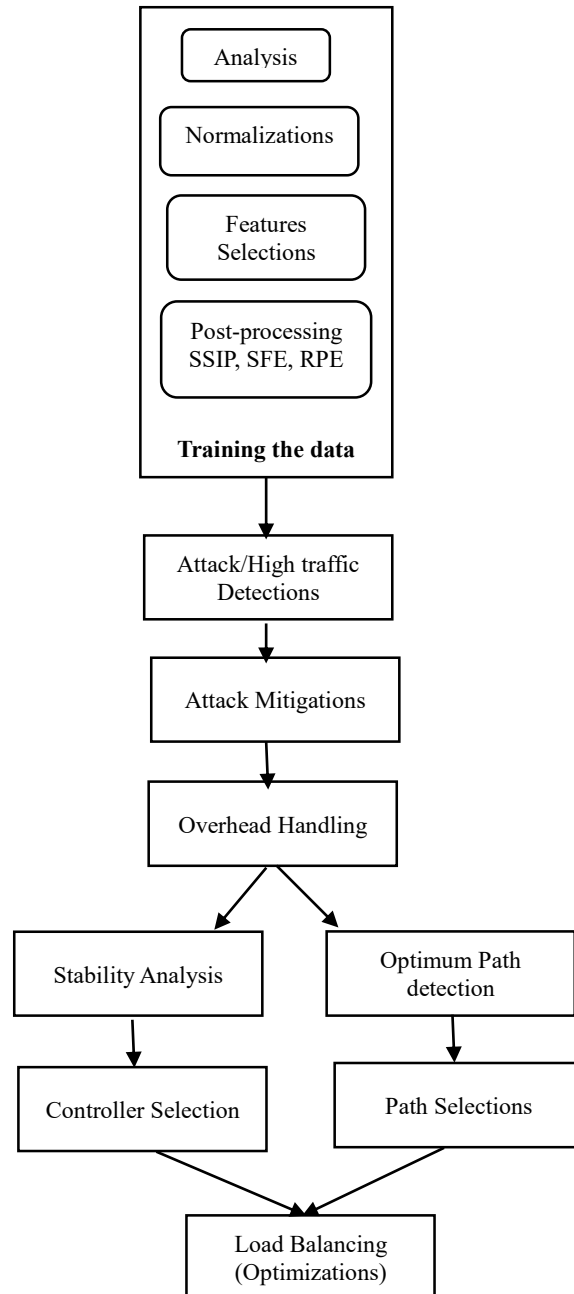 Analysis
Normalizations
Features
Selections
Post-processing
SSIP, SFE, RPE
Training the data
Attack/High traffic
Detections
Attack Mitigations
Overhead Handling
Stability Analysis
Optimum Path
detection
Controller Selection
Path Selections
Load Balancing
(Optimizations)